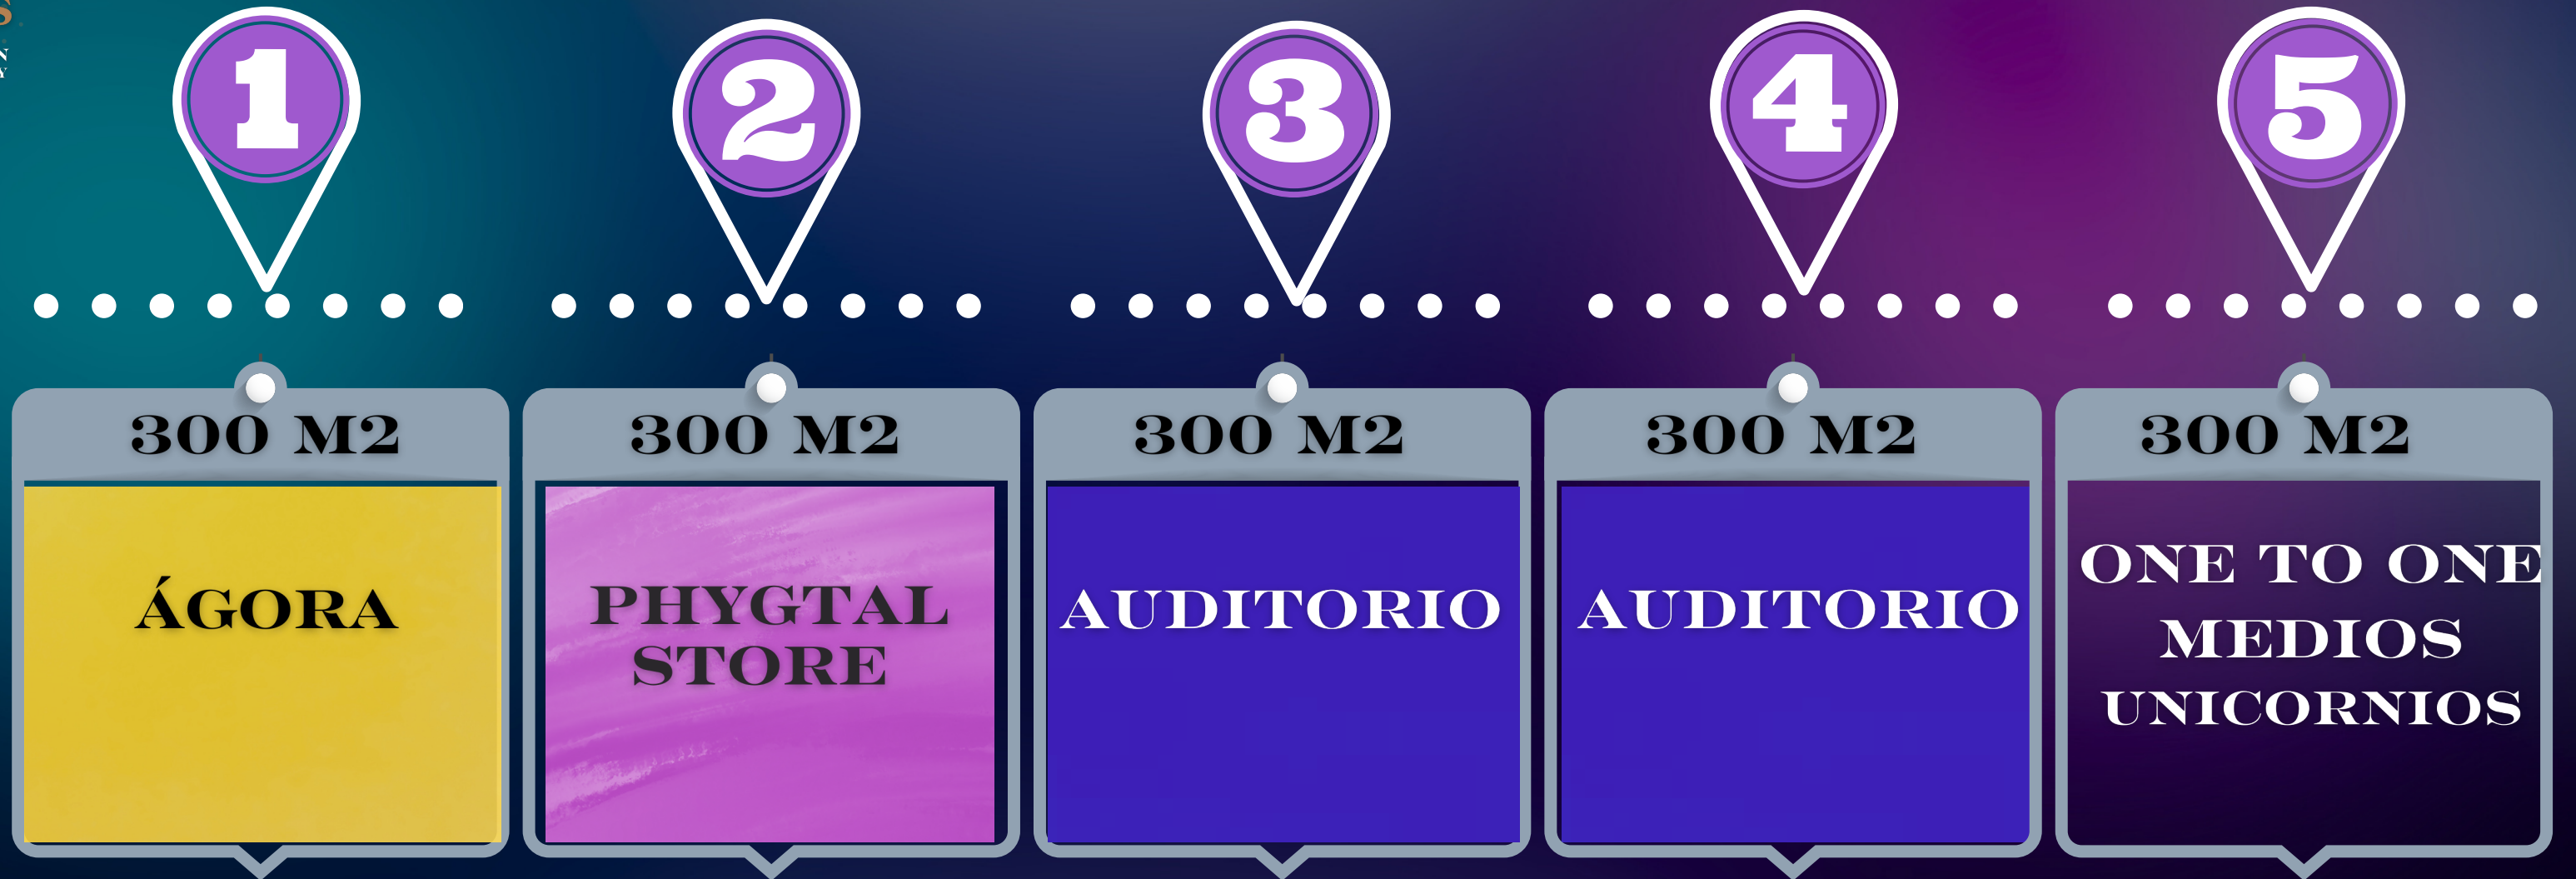 1
2
3
4
5
300 M2
300 M2
300 M2
300 M2
300 M2
ÁGORA
PHYGTAL
STORE
AUDITORIO
AUDITORIO
ONE TO ONE
MEDIOS
UNICORNIOS